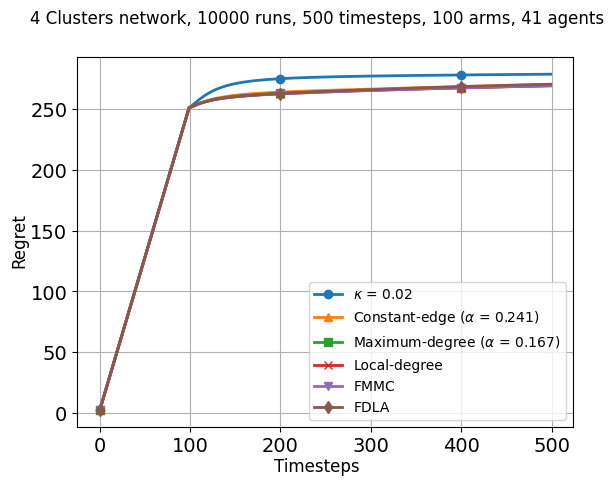 4 Clusters network, 10000 runs, 500 timesteps, 100 arms, 41 agents
250
200
150
100
50
0
Regret
κ = 0.02
Constant-edge (α = 0.241)
Maximum-degree (α = 0.167)
Local-degree
FMMC
FDLA
0 100 200 300 400 500
Timesteps